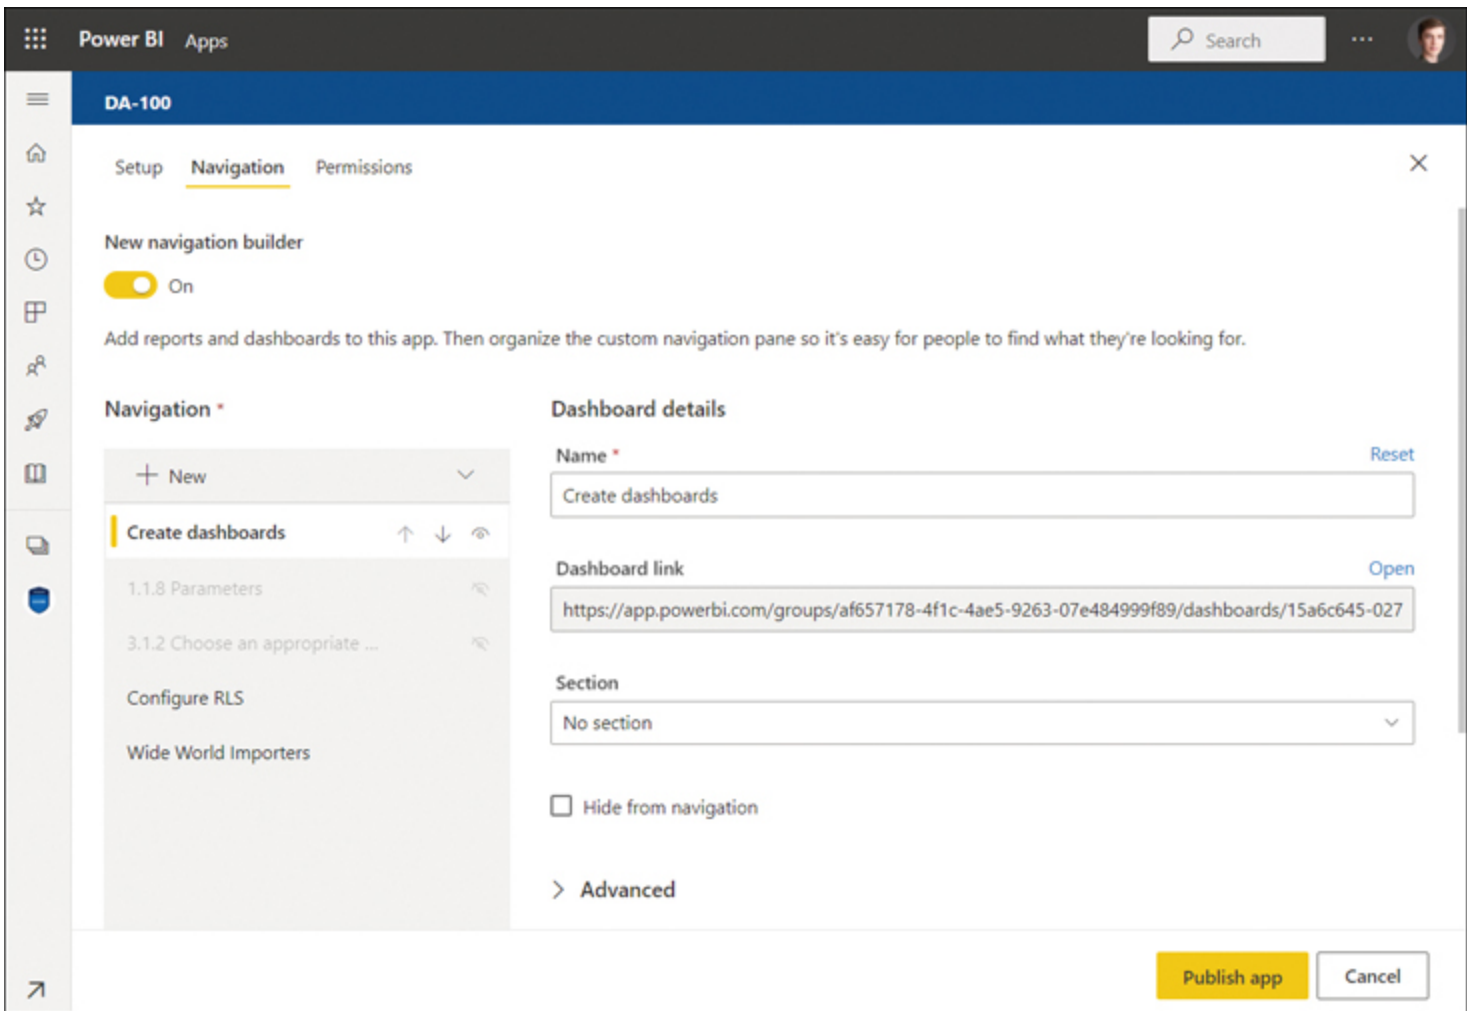 Power BI Apps Search
DA-100
Setup Navigation Permissions
New navigation builder
On
Add reports and dashboards to this app. Then organize the custom navigation pane so it's easy for people to find what they're looking for.
Navigation *
+ New
Create dashboards
1.1.8 Parameters
3.1.2 Choose an appropriate ...
Configure RLS
Wide World Importers
Dashboard details
Name * Reset
Create dashboards
Dashboard link Open
https://app.powerbi.com/groups/af657178-4f1c-4ae5-9263-07e484999f89/dashboards/15a6c645-027
Section
No section
Hide from navigation
Advanced
Publish app Cancel